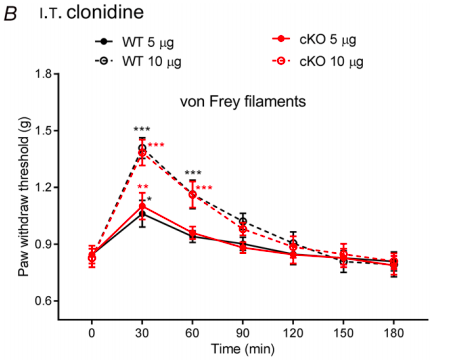 B I.T. clonidine
WT 5 μg cKO 5 μg
WT 10 μg cKO 10 μg
von Frey filaments
Paw withdraw threshold (g)
1.8
1.5
1.2
0.9
0.6
***
***
***
***
**
*
0 30 60 90 120 150 180
Time (min)